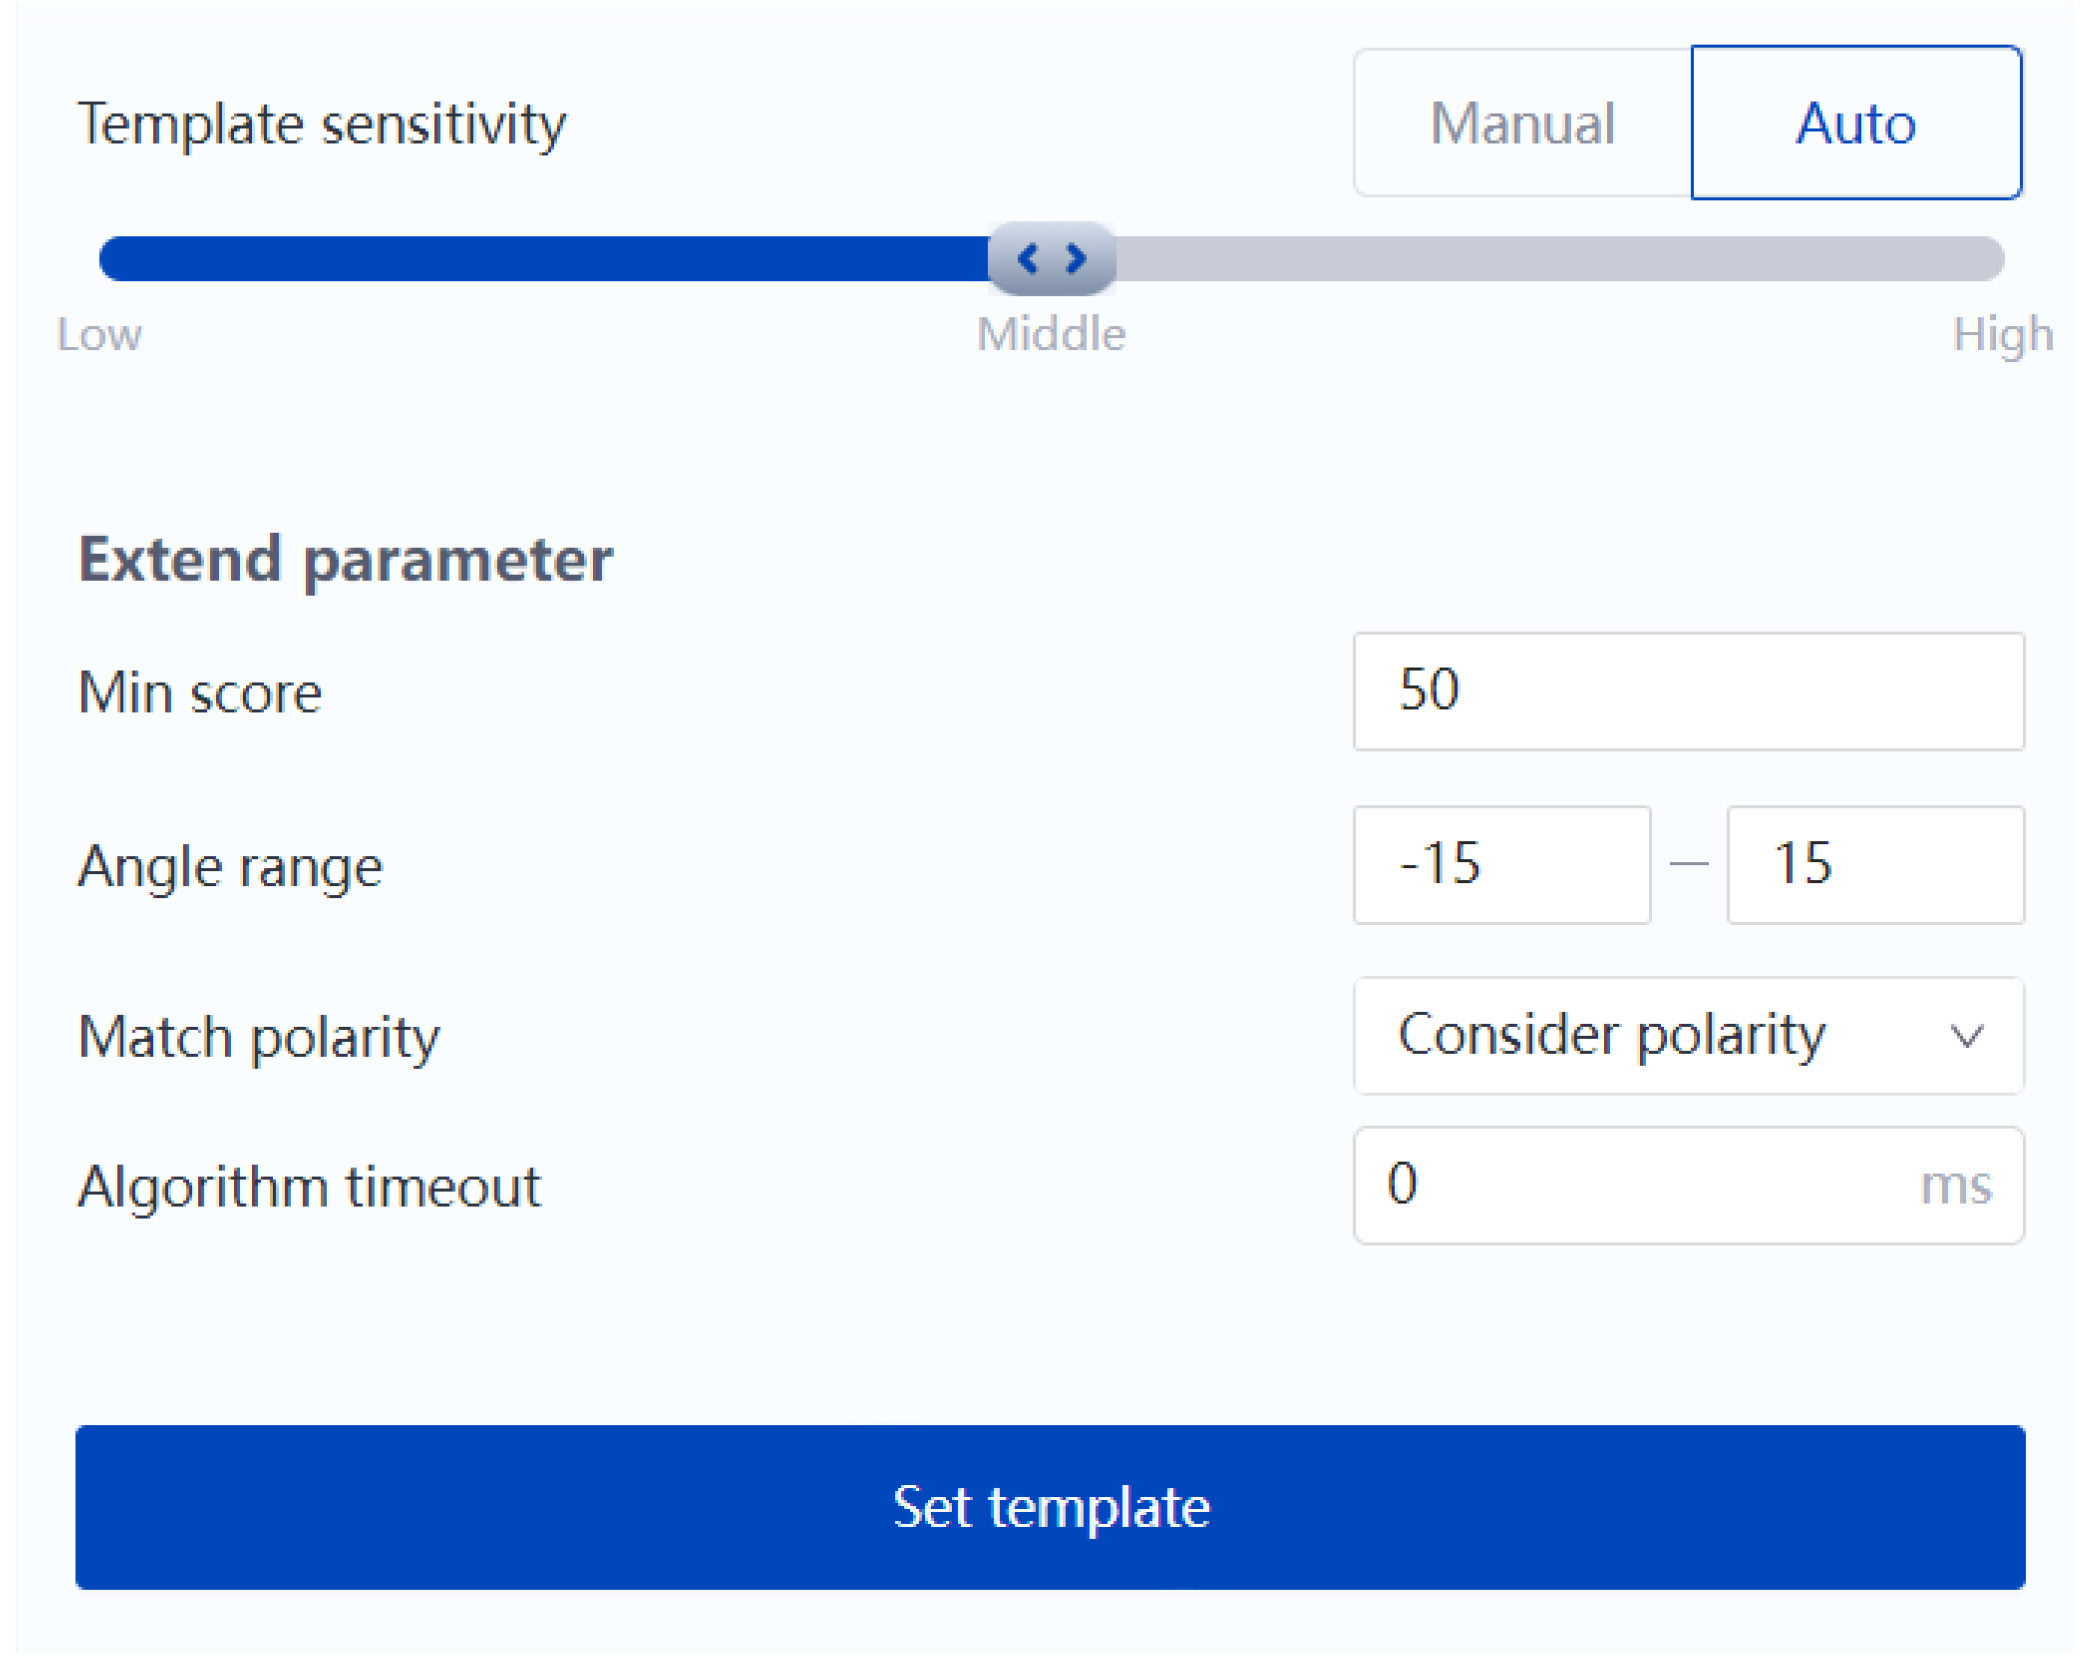 Template sensitivity Manual Auto
Low Middle High
Extend parameter
Min score 50
Angle range -15 — 15
Match polarity Consider polarity
Algorithm timeout 0 ms
Set template